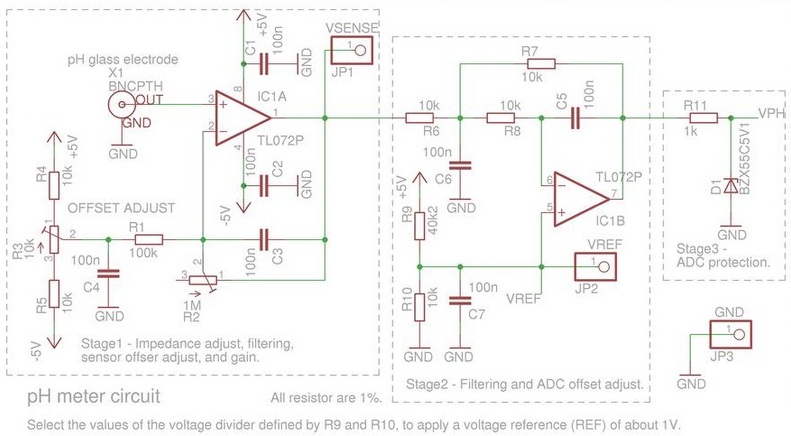 VSENSE
1
JP1
+5V
C1
100n
GND
pH glass electrode
X1
BNCPTH
OUT
GND
GND
3
2
8
1
4
IC1A
TL072P
100n
C2
GND
-5V
+5V
R4
10k
OFFSET ADJUST
R3
10k
1
2
3
R1
100k
100n
C4
GND
100n
C3
2
3
1
1M
R2
R5
10k
-5V
Stage1 - Impedance adjust, filtering,
sensor offser adjust, and gain.
R7
10k
10k
R6
10k
R8
C5
100n
100n
C6
GND
TL072P
6
5
7
IC1B
+5V
R9
40k2
VREF
1
JP2
VREF
R10
10k
100n
C7
GND
GND
Stage2 - Filtering and ADC offset adjust.
R11
1k
VPH
D1
BZX55C5V1
GND
Stage3 -
ADC protection.
GND
1
JP3
GND
pH meter circuit
All resistor are 1%.
Select the values of the voltage divider defined by R9 and R10, to apply a voltage reference (REF) of about 1V.